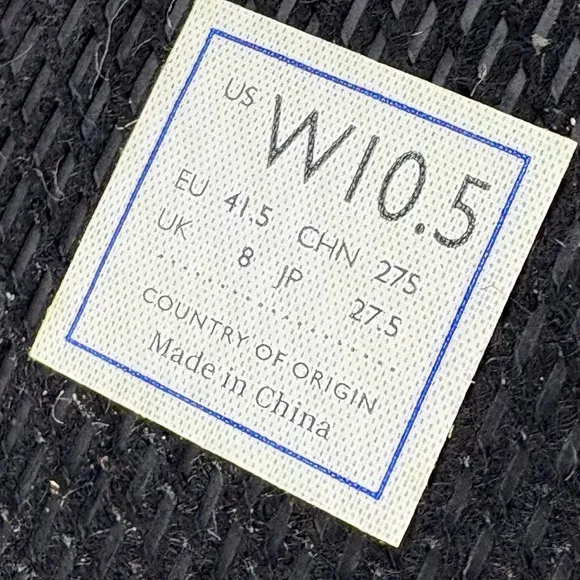 US W10.5
EU 41.5 CHN 275
UK 8 JP 27.5
COUNTRY OF ORIGIN
Made in China